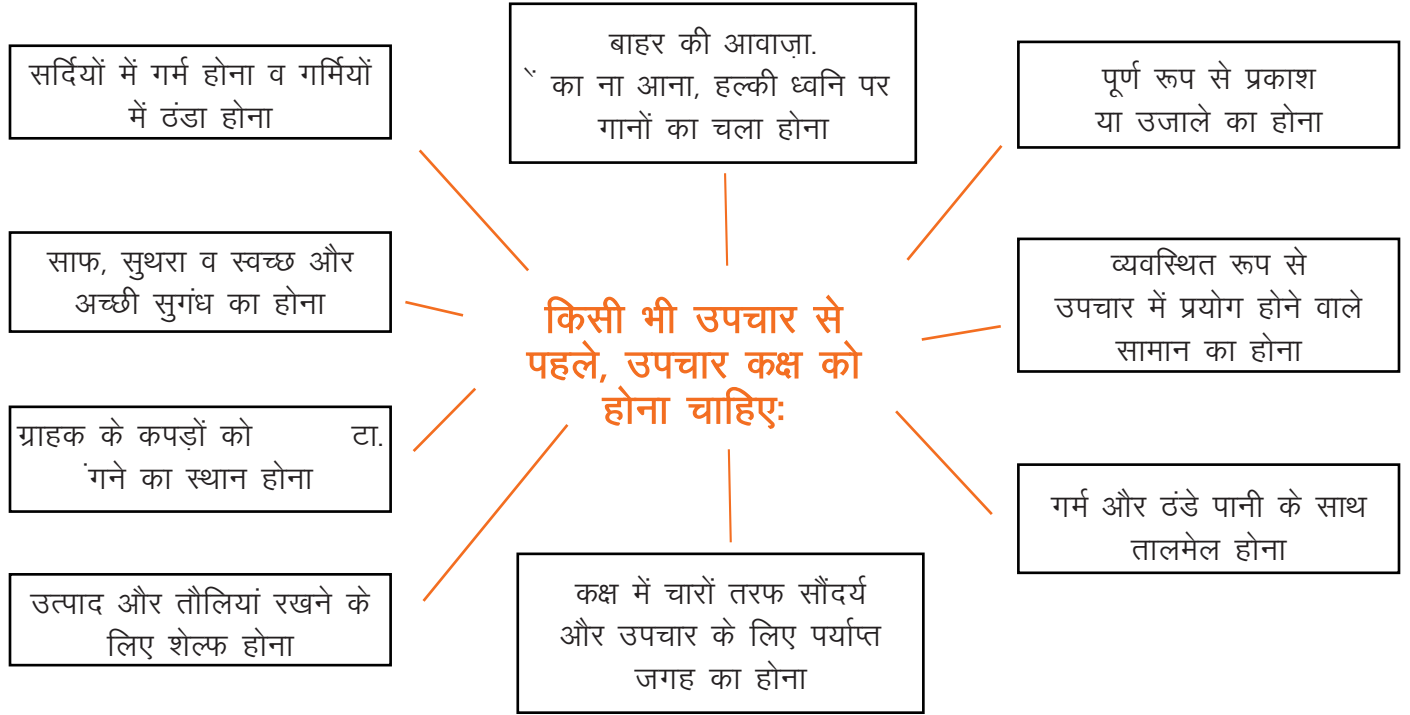 सर्दियों में गर्म होना व गर्मियों
में ठंडा होना
बाहर की आवाज़ा.
ें का ना आना, हल्की ध्वनि पर
गानों का चला होना
पूर्ण रूप से प्रकाश
या उजाले का होना
साफ, सुथरा व स्वच्छ और
अच्छी सुगंध का होना
व्यवस्थित रूप से
उपचार में प्रयोग होने वाले
सामान का होना
किसी भी उपचार से
पहले, उपचार कक्ष को
होना चाहिएः
ग्राहक के कपड़ों को टा.
ंगने का स्थान होना
गर्म और ठंडे पानी के साथ
तालमेल होना
उत्पाद और तौलियां रखने के
लिए शेल्फ होना
कक्ष में चारों तरफ सौंदर्य
और उपचार के लिए पर्याप्त
जगह का होना